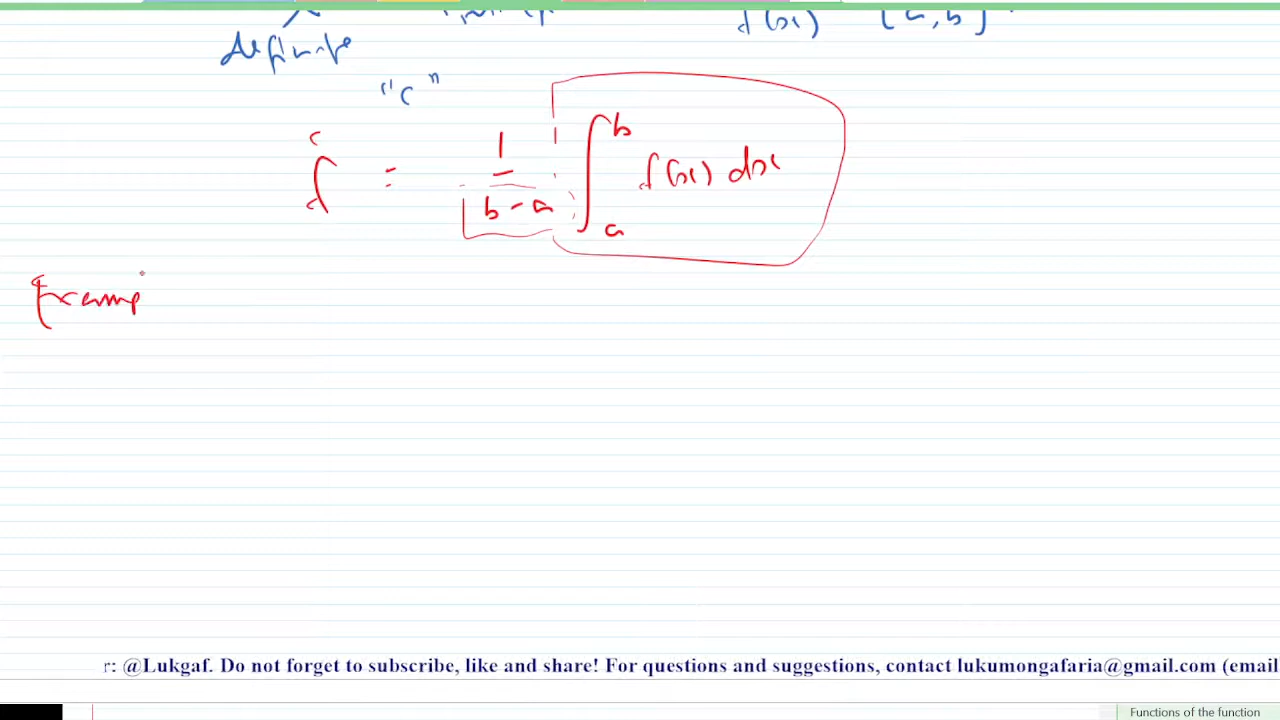 f(x) [a, b]
definite
"c"
f̂ = 1/(b - a) ∫_a^b f(x) dx
Examp
r: @Lukgaf. Do not forget to subscribe, like and share! For questions and suggestions, contact lukumongafaria@gmail.com (email
Functions of the function